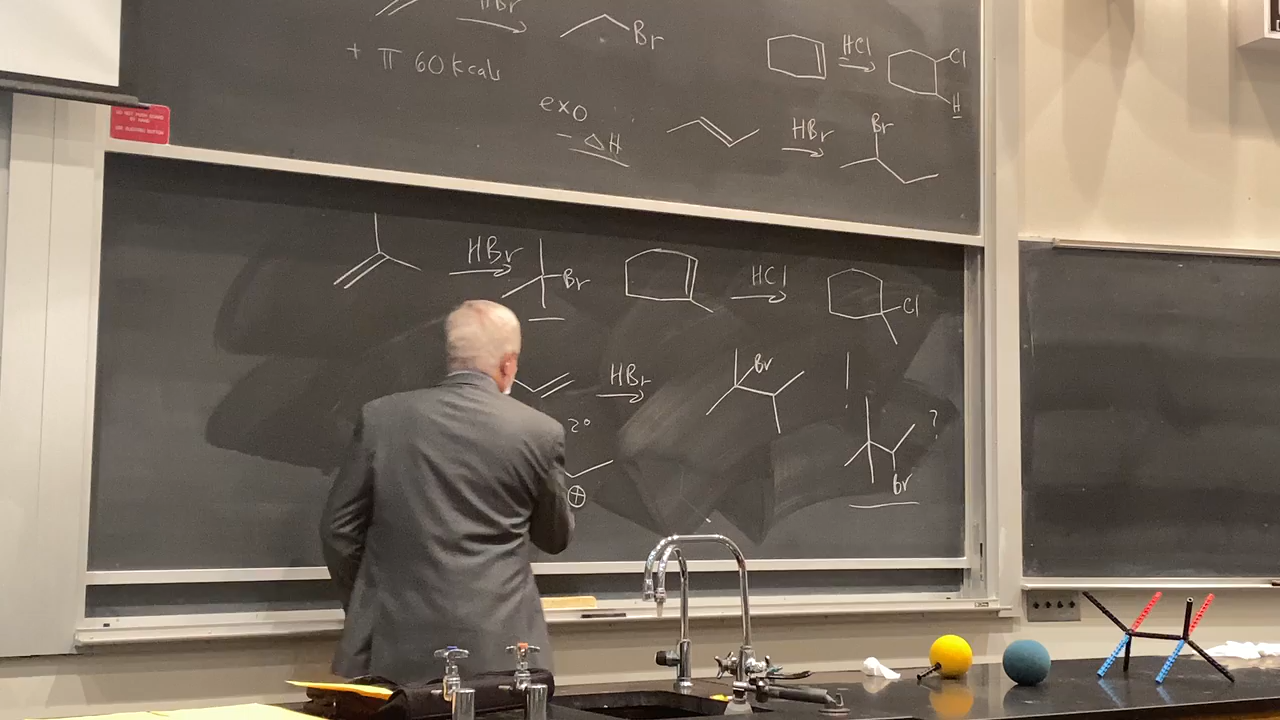 HBr
Br
+ π 60 kcals
HCl
Cl
H
exo
- ΔH
HBr
Br
HBr
Br
HCl
Cl
HBr
Br
!
2°
⊕
?
Br